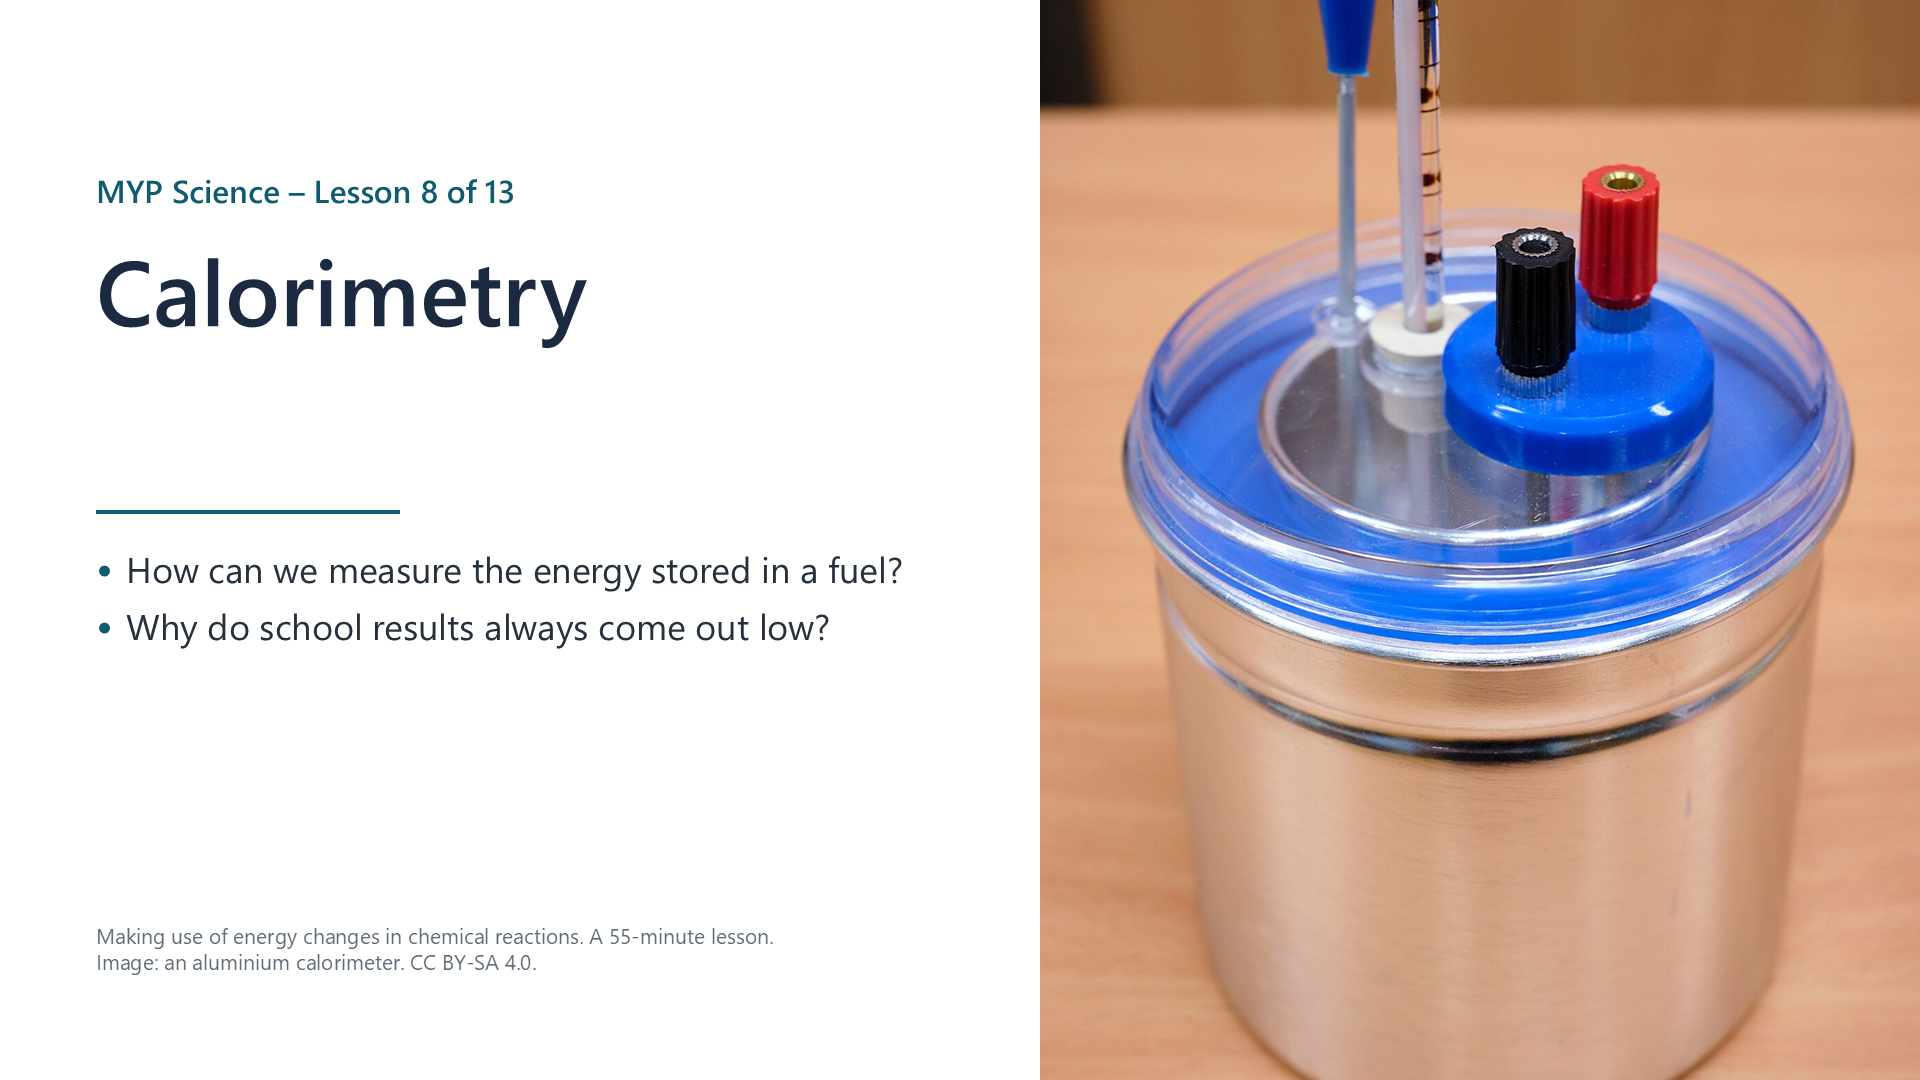 MYP Science – Lesson 8 of 13
Calorimetry
• How can we measure the energy stored in a fuel?
• Why do school results always come out low?
Making use of energy changes in chemical reactions. A 55-minute lesson.
Image: an aluminium calorimeter. CC BY-SA 4.0.